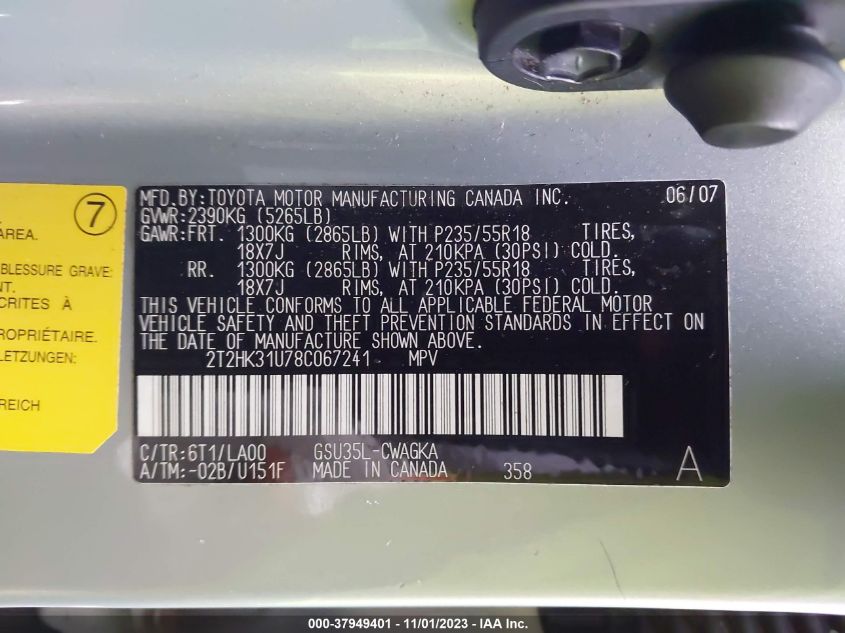 7
AREA.
BLESSURE GRAVE:
NT.
CRITES À
ROPRIÉTAIRE.
LETZUNGEN:
REICH
MFD.BY:TOYOTA MOTOR MANUFACTURING CANADA INC. 06/07
GVWR:2390KG (5265LB)
GAWR:FRT. 1300KG (2865LB) WITH P235/55R18 TIRES,
18X7J RIMS, AT 210KPA (30PSI) COLD.
RR. 1300KG (2865LB) WITH P235/55R18 TIRES,
18X7J RIMS, AT 210KPA (30PSI) COLD.
THIS VEHICLE CONFORMS TO ALL APPLICABLE FEDERAL MOTOR
VEHICLE SAFETY AND THEFT PREVENTION STANDARDS IN EFFECT ON
THE DATE OF MANUFACTURE SHOWN ABOVE.
2T2HK31U78C067241 MPV
C/TR:6T1/LA00 GSU35L-CWAGKA
A/TM:-02B/U151F MADE IN CANADA 358 A
000-37949401 - 11/01/2023 - IAA Inc.